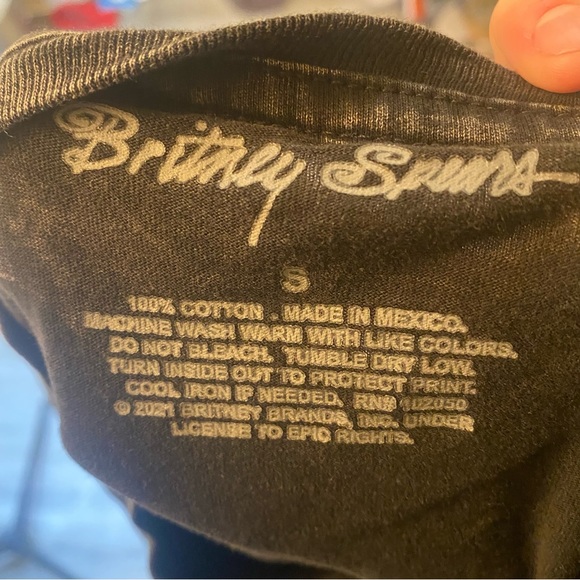 Britney Spears
S
100% COTTON. MADE IN MEXICO.
MACHINE WASH WARM WITH LIKE COLORS.
DO NOT BLEACH. TUMBLE DRY LOW.
TURN INSIDE OUT TO PROTECT PRINT.
COOL IRON IF NEEDED. RN#
© 2021 BRITNEY BRANDS, INC. UNDER
LICENSE TO EPIC RIGHTS.